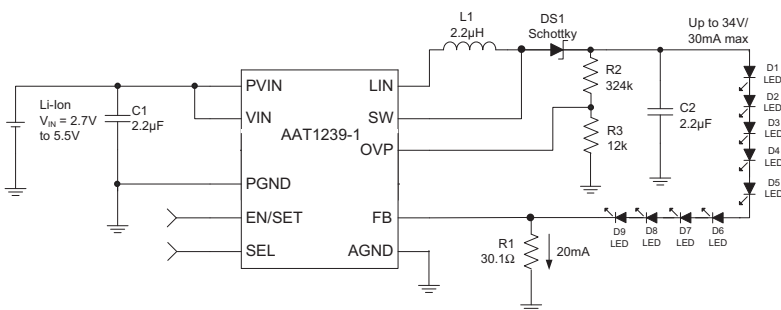 L1
2.2µH
DS1
Schottky
Up to 34V/
30mA max
Li-Ion
VIN = 2.7V
to 5.5V
C1
2.2µF
PVIN
VIN
PGND
EN/SET
SEL
AAT1239-1
LIN
SW
OVP
FB
AGND
R2
324k
R3
12k
C2
2.2µF
D1
LED
D2
LED
D3
LED
D4
LED
D5
LED
D9
LED
D8
LED
D7
LED
D6
LED
R1
30.1Ω
20mA